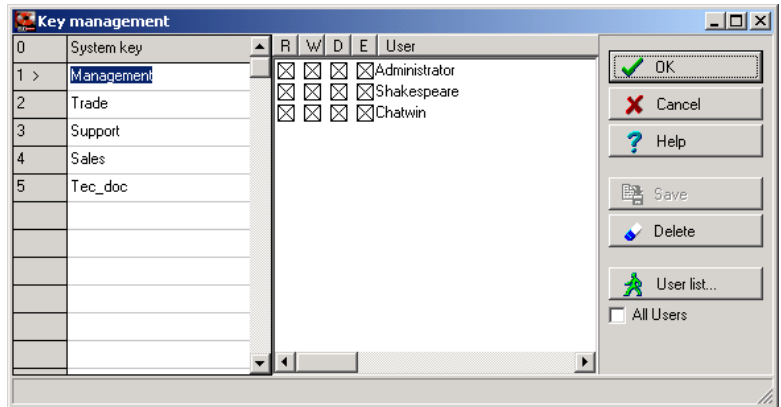 Key management
0 System key R W D E User
1 > Management Administrator
2 Trade Shakespeare
3 Support Chatwin
4 Sales
5 Tec_doc
OK
Cancel
Help
Save
Delete
User list...
All Users